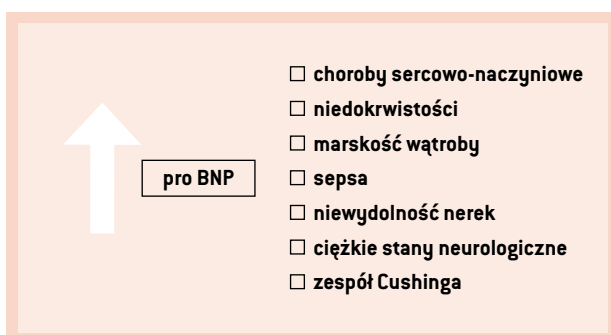 pro BNP
☐ choroby sercowo-naczyniowe
☐ niedokrwistości
☐ marskość wątroby
☐ sepsa
☐ niewydolność nerek
☐ ciężkie stany neurologiczne
☐ zespół Cushinga